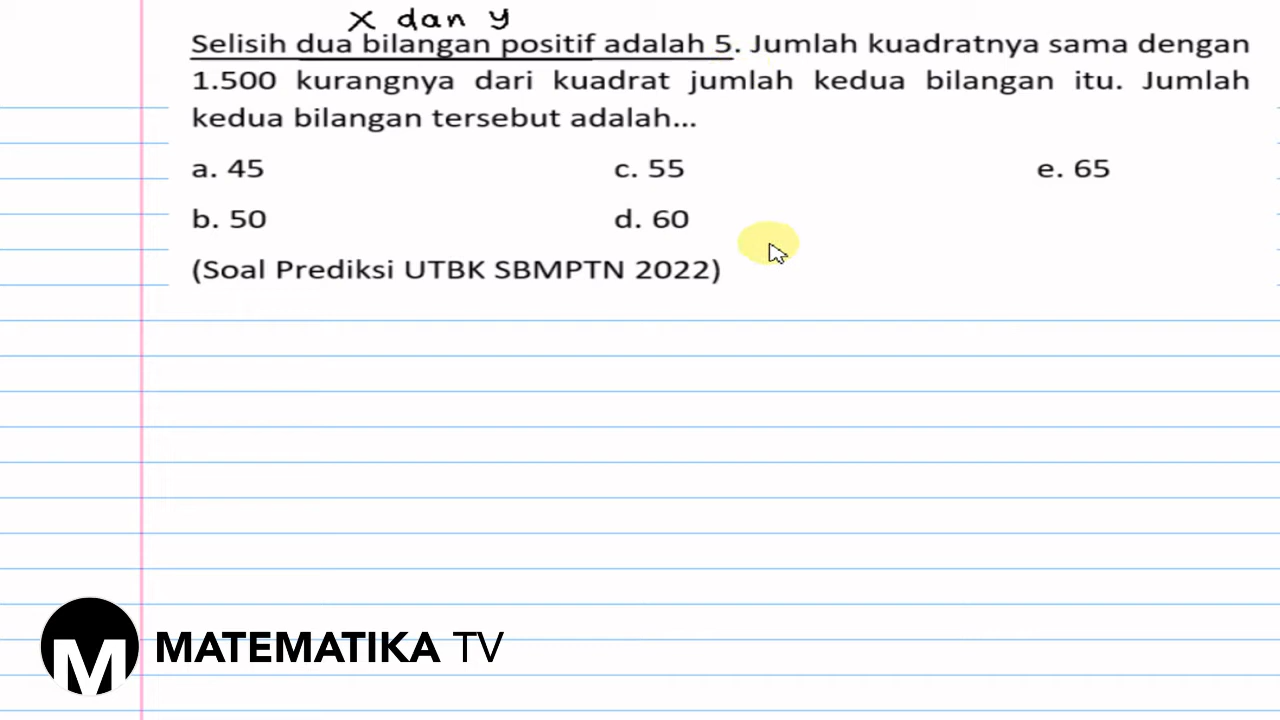 x dan y
Selisih dua bilangan positif adalah 5. Jumlah kuadratnya sama dengan
1.500 kurangnya dari kuadrat jumlah kedua bilangan itu. Jumlah
kedua bilangan tersebut adalah...
a. 45 c. 55 e. 65
b. 50 d. 60
(Soal Prediksi UTBK SBMPTN 2022)
M MATEMATIKA TV